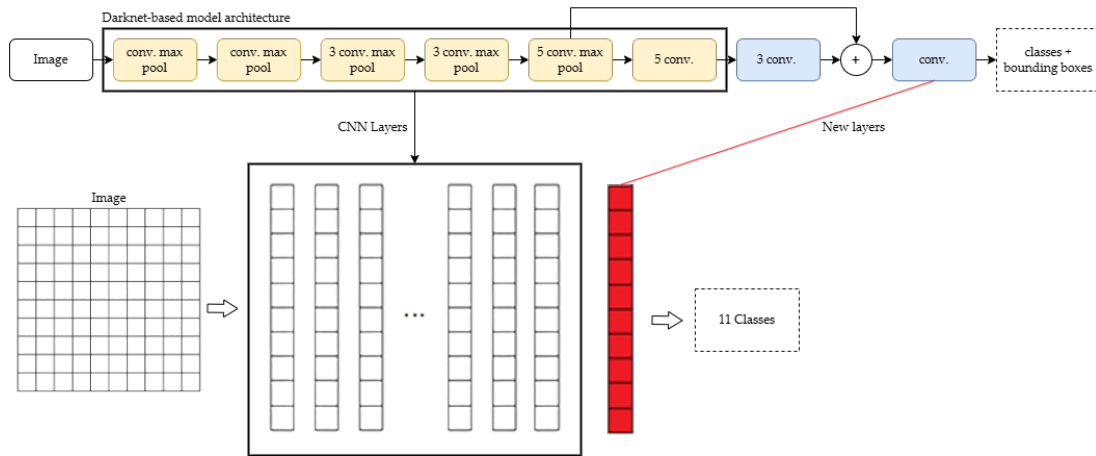 Darknet-based model architecture
Image
conv. max
pool
conv. max
pool
3 conv. max
pool
3 conv. max
pool
5 conv. max
pool
5 conv.
3 conv.
+
conv.
classes +
bounding boxes
CNN Layers
New layers
Image
...
11 Classes